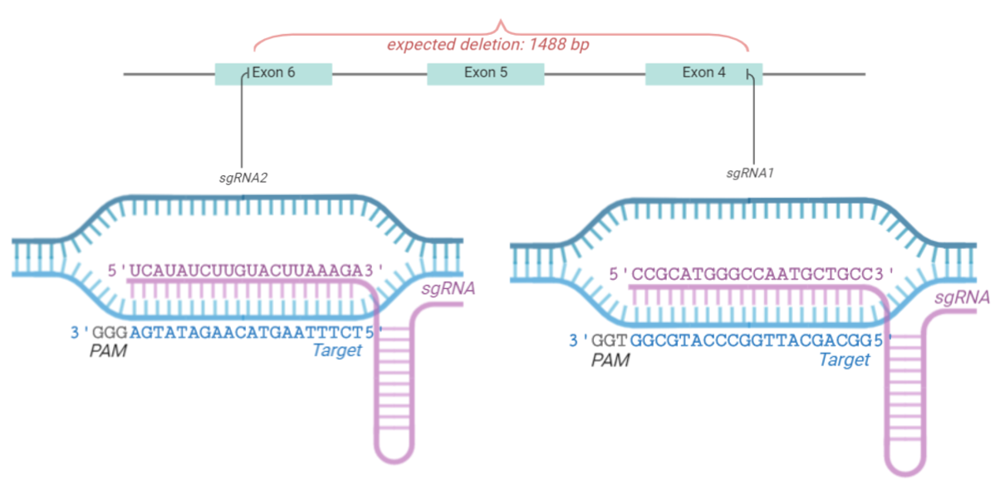 expected deletion: 1488 bp
Exon 6
Exon 5
Exon 4
sgRNA2
sgRNA1
5'UCAUAUCUUGUACUUAAAGA3'
sgRNA
3'GGGAGTATAGAACATGAATTTCT5'
PAM
Target
5'CCGCATGGGCCAATGCTGCC3'
sgRNA
3'GGTGGCGTACCCGGTTACGACGG5'
PAM
Target